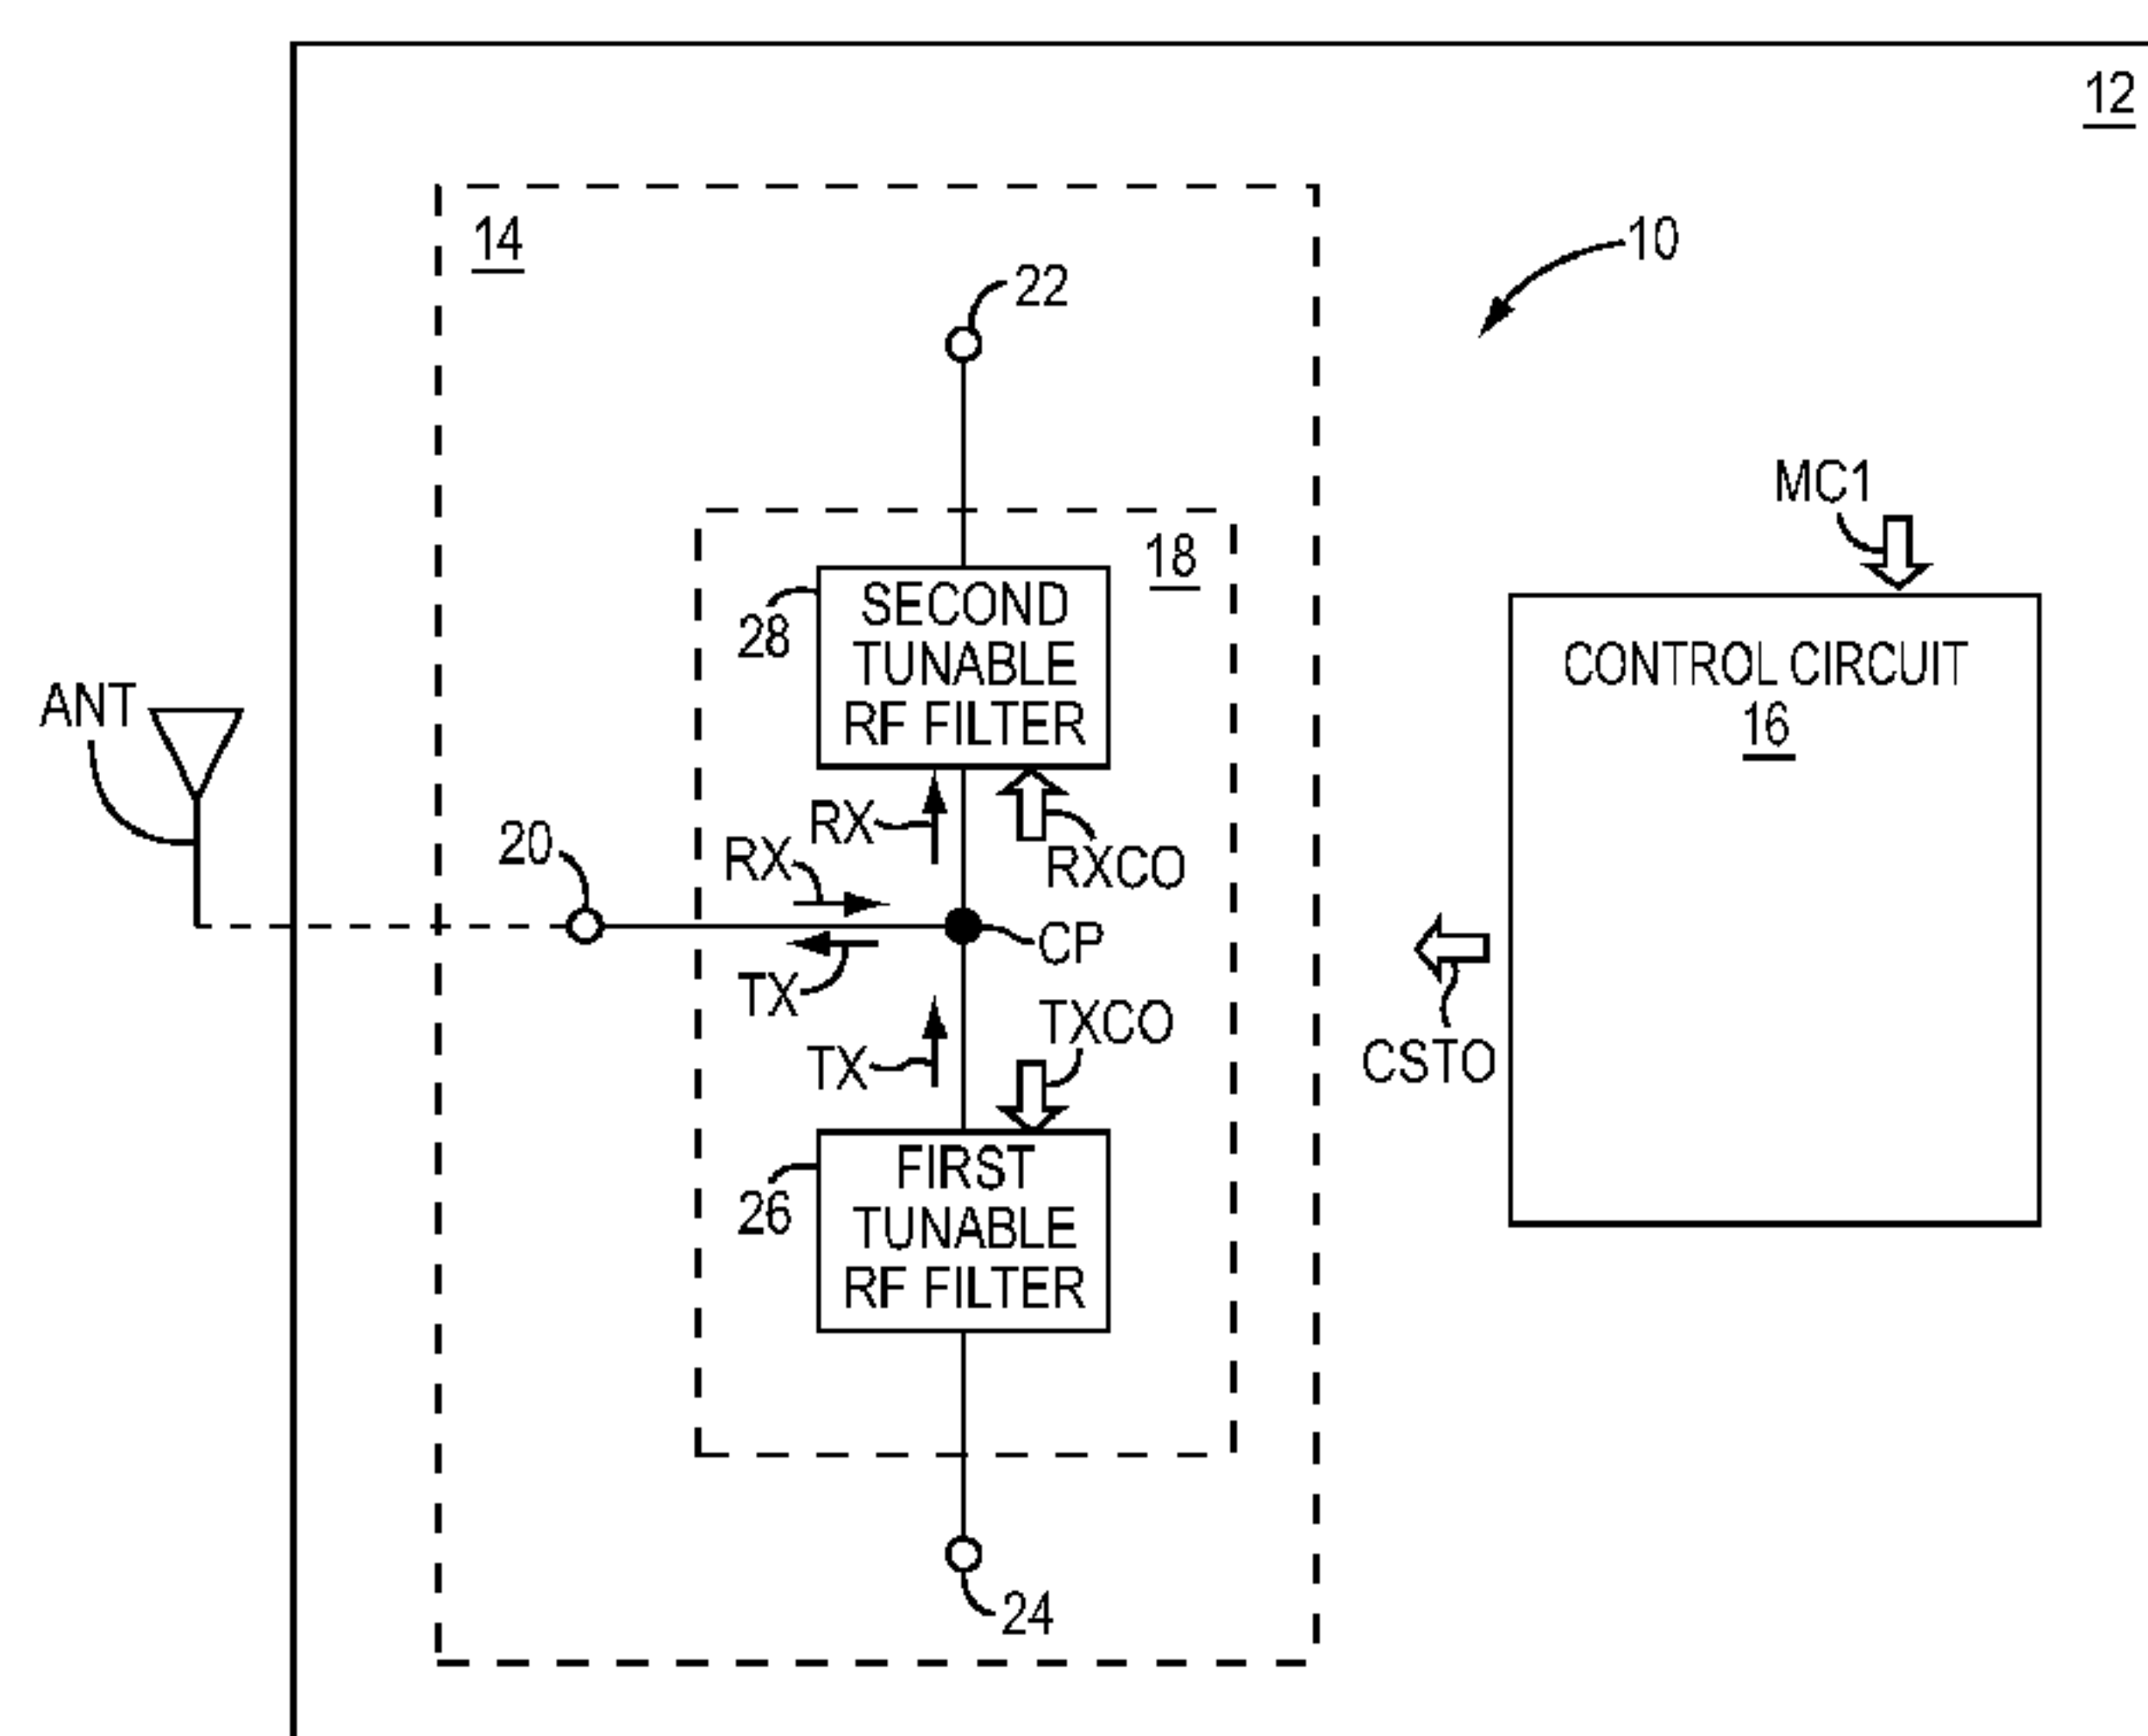 12
14
10
22
MC1
18
SECOND
TUNABLE
RF FILTER
28
CONTROL CIRCUIT
16
ANT
20
RX
RX
RXCO
CP
TX
TXCO
TX
CSTO
FIRST
TUNABLE
RF FILTER
26
24